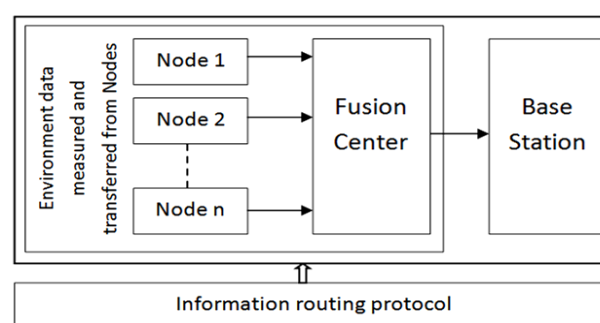 Environment data
measured and
transferred from Nodes
Node 1
Node 2
Node n
Fusion
Center
Base
Station
Information routing protocol